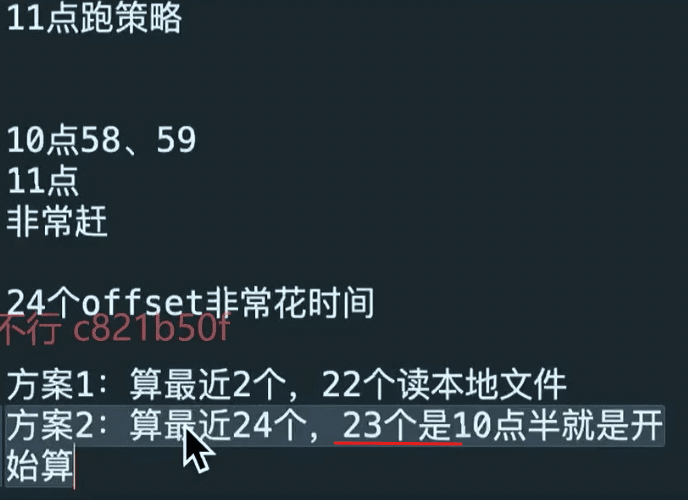 11点跑策略
10点58、59
11点
非常赶
24个offset非常花时间
不行 c821b50f
方案1: 算最近2个, 22个读本地文件
方案2: 算最近24个, 23个是10点半就是开
始算